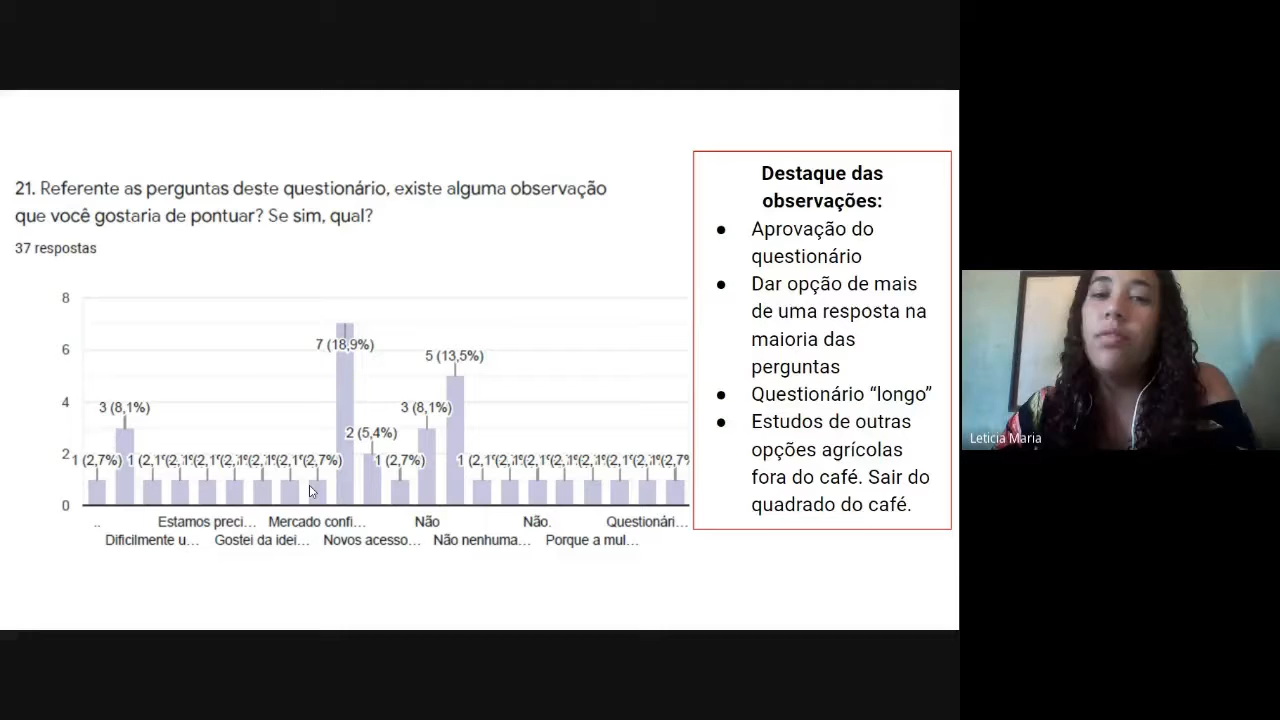 21. Referente as perguntas deste questionário, existe alguma observação
que você gostaria de pontuar? Se sim, qual?
37 respostas
8
6
4
2
0
7 (18,9%)
5 (13,5%)
3 (8,1%)
3 (8,1%)
2 (5,4%)
1 (2,7%)
1 (2,7%)
..
Estamos preci…
Mercado confi…
Não
Não.
Questionári…
Dificilmente u…
Gostei da idei…
Novos acesso…
Não nenhuma…
Porque a mul…
Destaque das
observações:
● Aprovação do
questionário
● Dar opção de mais
de uma resposta na
maioria das
perguntas
● Questionário “longo”
● Estudos de outras
opções agrícolas
fora do café. Sair do
quadrado do café.
Leticia Maria